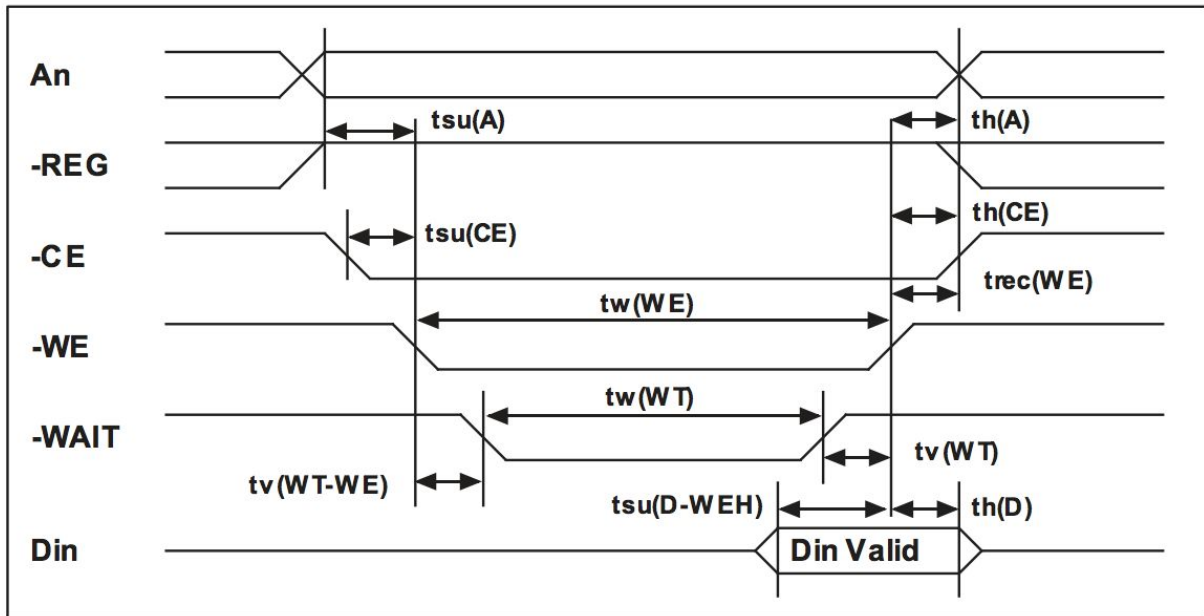 An
tsu(A)
th(A)
-REG
th(CE)
tsu(CE)
-CE
trec(WE)
tw(WE)
-WE
tw(WT)
-WAIT
tv(WT)
tv(WT-WE)
tsu(D-WEH)
th(D)
Din
Din Valid